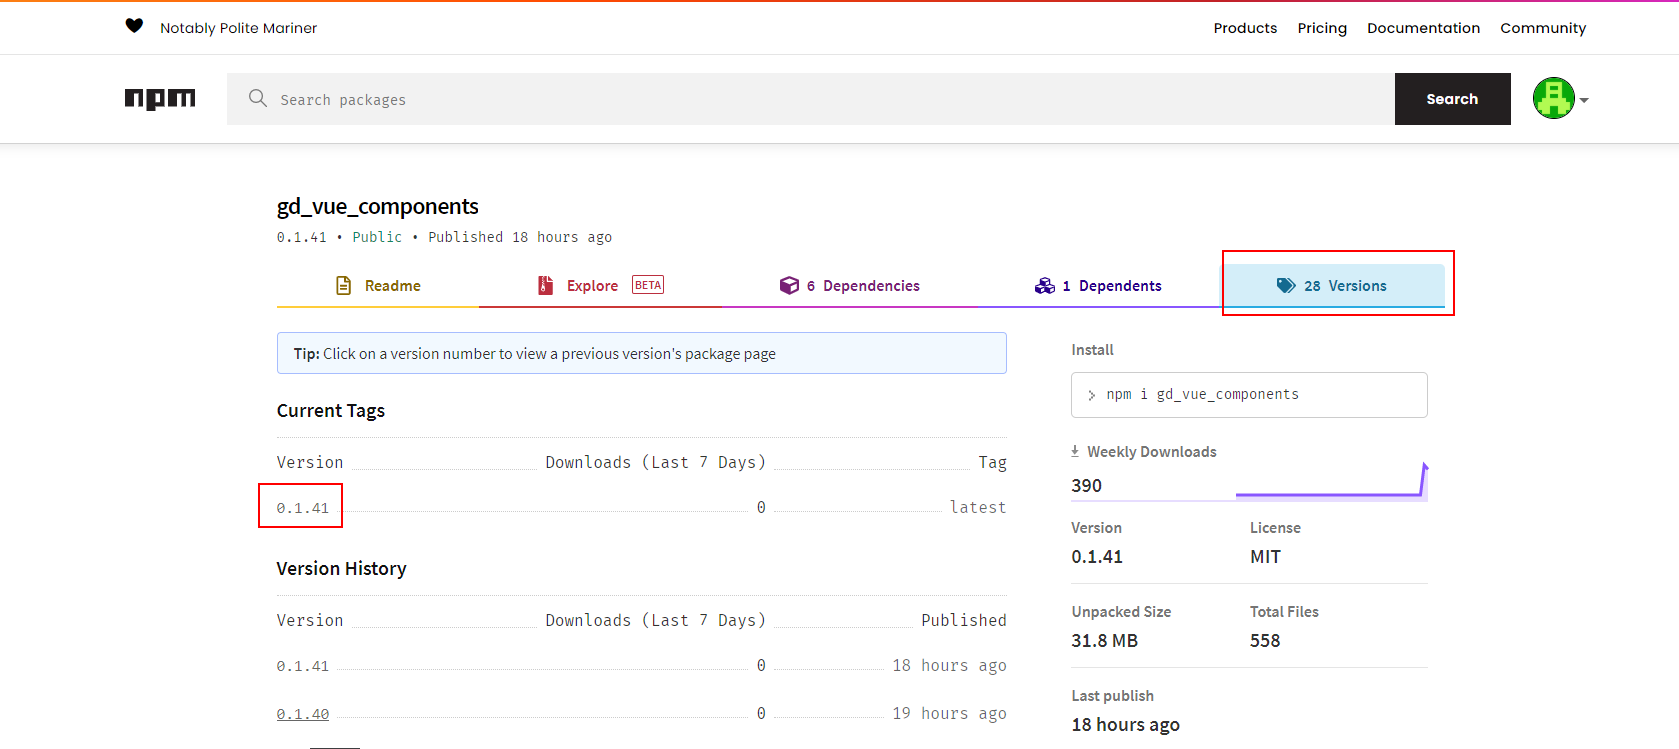 Notably Polite Mariner
Products Pricing Documentation Community
npm
Search packages
Search
gd_vue_components
0.1.41 • Public • Published 18 hours ago
Readme
Explore BETA
6 Dependencies
1 Dependents
28 Versions
Tip: Click on a version number to view a previous version's package page
Current Tags
Version Downloads (Last 7 Days) Tag
0.1.41 0 latest
Version History
Version Downloads (Last 7 Days) Published
0.1.41 0 18 hours ago
0.1.40 0 19 hours ago
Install
> npm i gd_vue_components
Weekly Downloads
390
Version License
0.1.41 MIT
Unpacked Size Total Files
31.8 MB 558
Last publish
18 hours ago